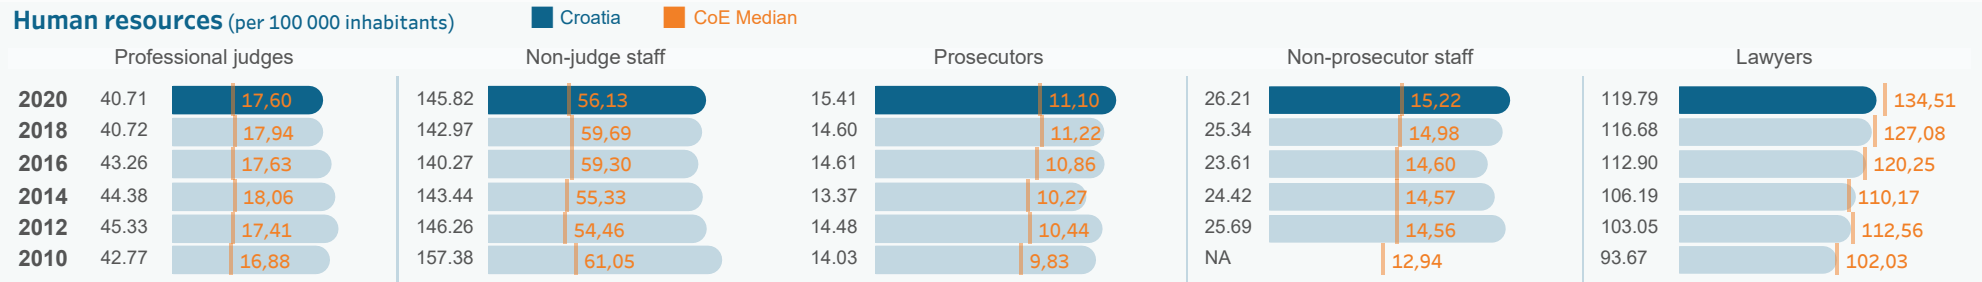 Human resources (per 100 000 inhabitants) Croatia CoE Median
Professional judges Non-judge staff Prosecutors Non-prosecutor staff Lawyers
2020 40.71 17,60 145.82 56,13 15.41 11,10 26.21 15,22 119.79 134,51
2018 40.72 17,94 142.97 59,69 14.60 11,22 25.34 14,98 116.68 127,08
2016 43.26 17,63 140.27 59,30 14.61 10,86 23.61 14,60 112.90 120,25
2014 44.38 18,06 143.44 55,33 13.37 10,27 24.42 14,57 106.19 110,17
2012 45.33 17,41 146.26 54,46 14.48 10,44 25.69 14,56 103.05 112,56
2010 42.77 16,88 157.38 61,05 14.03 9,83 NA 12,94 93.67 102,03